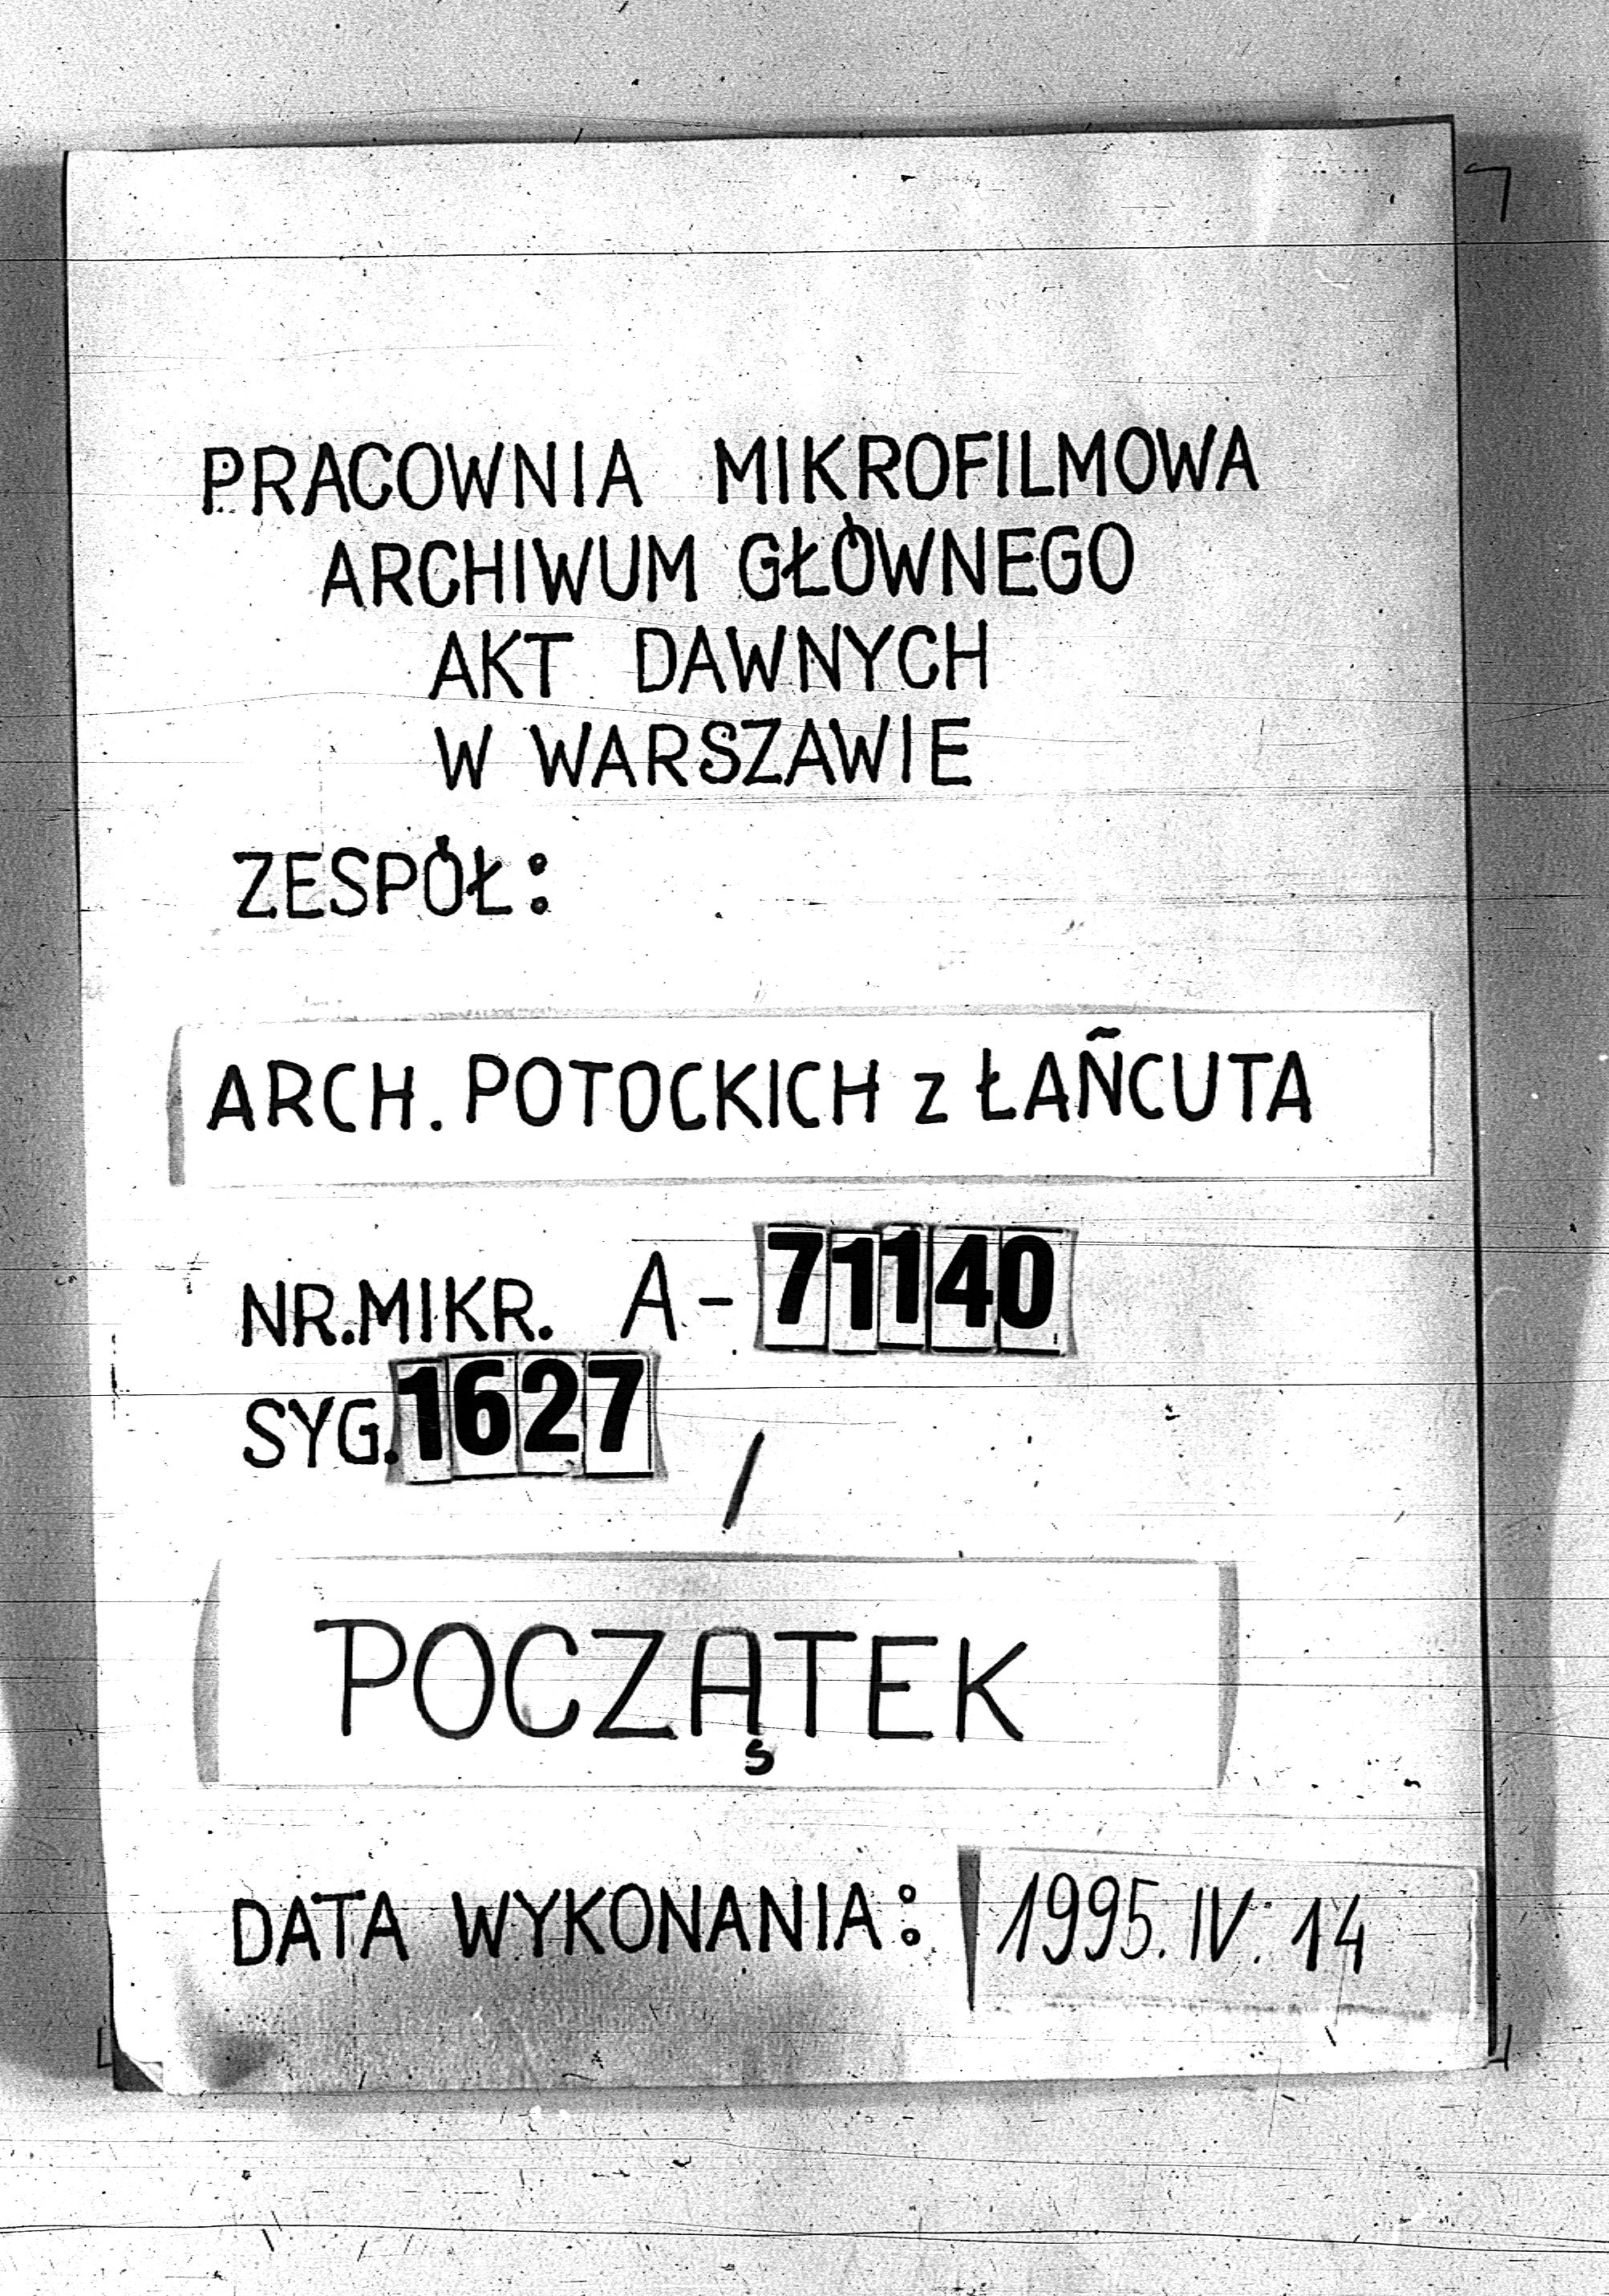 PRACOWNIA MIKROFILMOWA
ARCHIWUM GŁÓWNEGO
AKT DAWNYCH
W WARSZAWIE
ZESPÓŁ:
ARCH. POTOCKICH z ŁAŃCUTA
NR.MIKR. A-71140
SYG.1627 /
POCZĄTEK
DATA WYKONANIA: 1995.IV.14